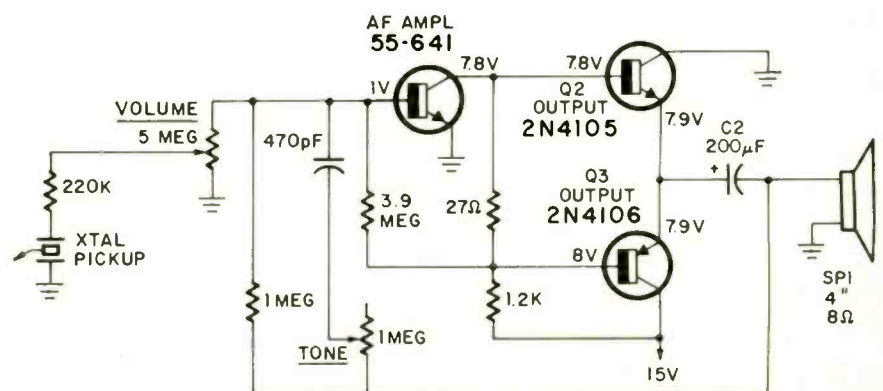 AF AMPL
55-641
7.8V
7.8V
1V
Q2
OUTPUT
2N4105
7.9V
C2
200µF
+
VOLUME
5 MEG
470pF
220K
3.9
MEG
27Ω
Q3
OUTPUT
2N4106
7.9V
8V
XTAL
PICKUP
1 MEG
1.2K
SP1
4"
8Ω
TONE
1MEG
15V